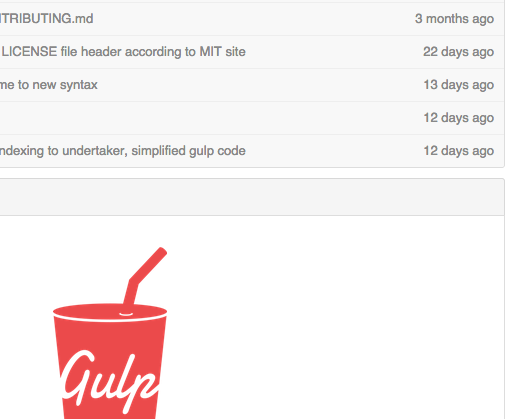 NTRIBUTING.md 3 months ago
LICENSE file header according to MIT site 22 days ago
me to new syntax 13 days ago
12 days ago
ndexing to undertaker, simplified gulp code 12 days ago
Gulp